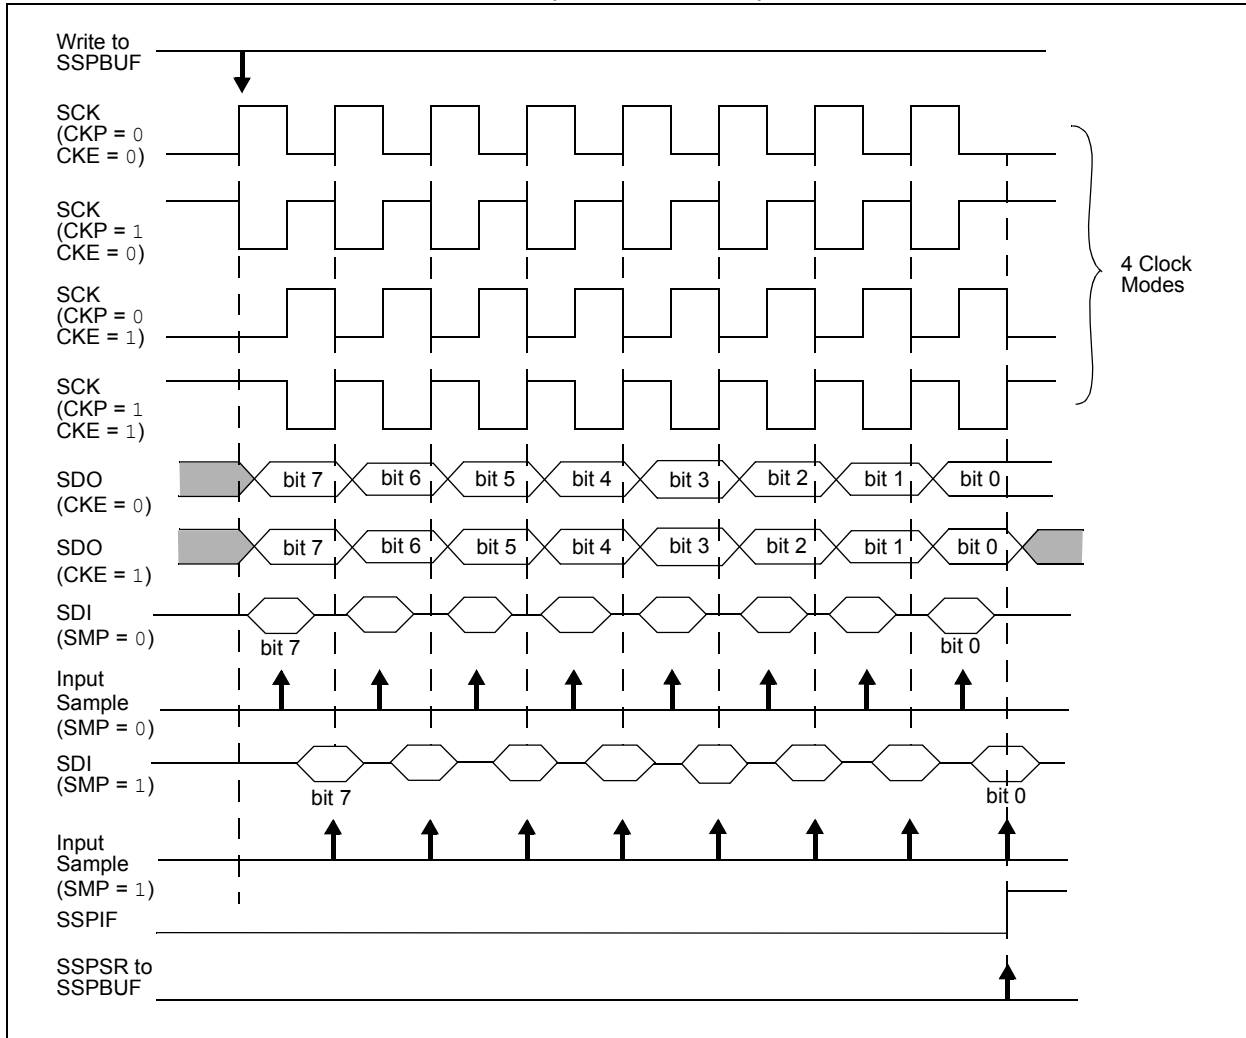 Write to
SSPBUF
SCK
(CKP = 0
CKE = 0)
SCK
(CKP = 1
CKE = 0)
SCK
(CKP = 0
CKE = 1)
4 Clock
Modes
SCK
(CKP = 1
CKE = 1)
SDO
(CKE = 0)
bit 7 bit 6 bit 5 bit 4 bit 3 bit 2 bit 1 bit 0
SDO
(CKE = 1)
bit 7 bit 6 bit 5 bit 4 bit 3 bit 2 bit 1 bit 0
SDI
(SMP = 0)
bit 7 bit 0
Input
Sample
(SMP = 0)
SDI
(SMP = 1)
bit 7 bit 0
Input
Sample
(SMP = 1)
SSPIF
SSPSR to
SSPBUF